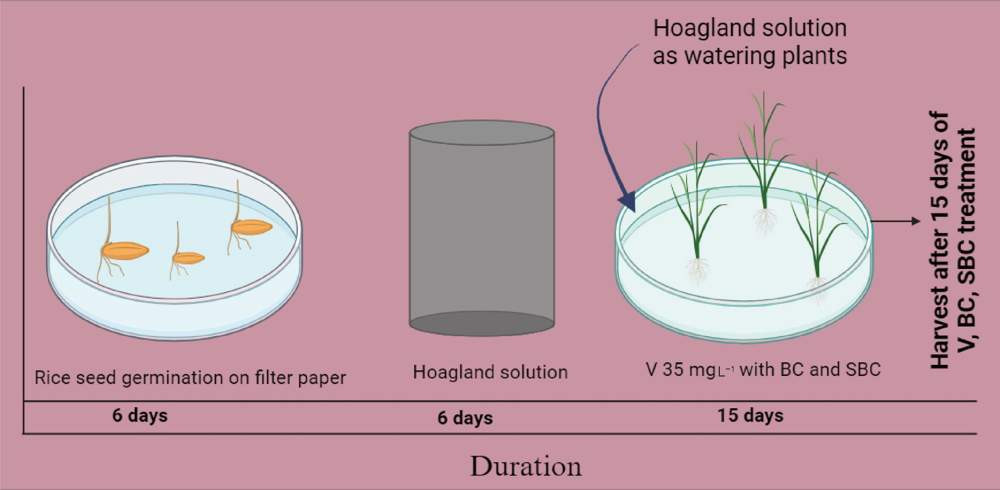 Hoagland solution
as watering plants
Rice seed germination on filter paper
Hoagland solution
V 35 mgL⁻¹ with BC and SBC
Harvest after 15 days of
V, BC, SBC treatment
6 days
6 days
15 days
Duration